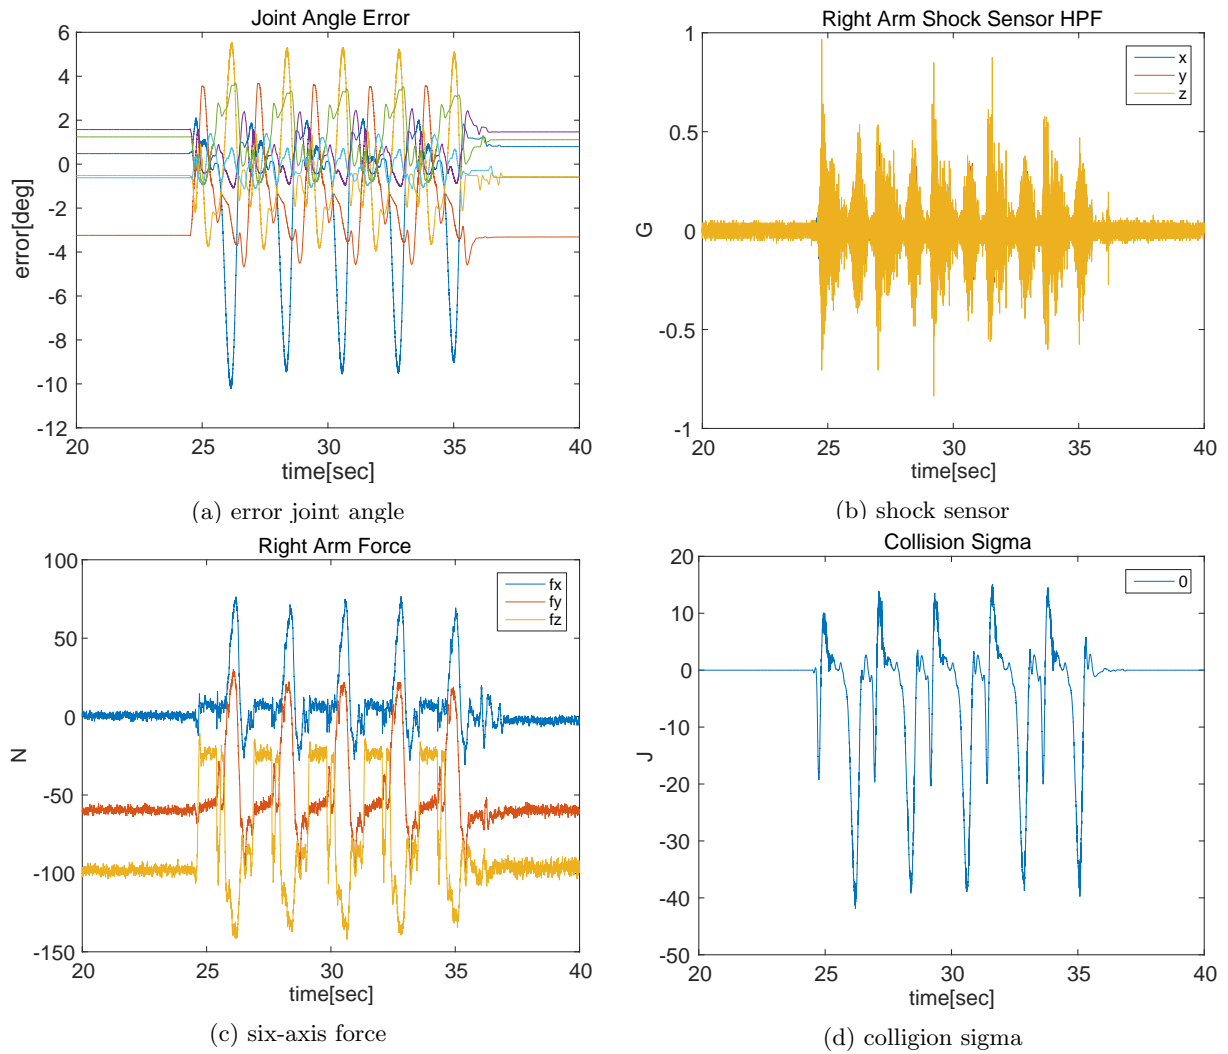 Joint Angle Error
6
4
2
0
-2
-4
-6
-8
-10
-12
error[deg]
20 25 30 35 40
time[sec]
(a) error joint angle
Right Arm Shock Sensor HPF
1
0.5
0
-0.5
-1
G
x
y
z
20 25 30 35 40
time[sec]
(b) shock sensor
Right Arm Force
100
50
0
-50
-100
-150
N
fx
fy
fz
20 25 30 35 40
time[sec]
(c) six-axis force
Collision Sigma
20
10
0
-10
-20
-30
-40
-50
J
0
20 25 30 35 40
time[sec]
(d) colligion sigma